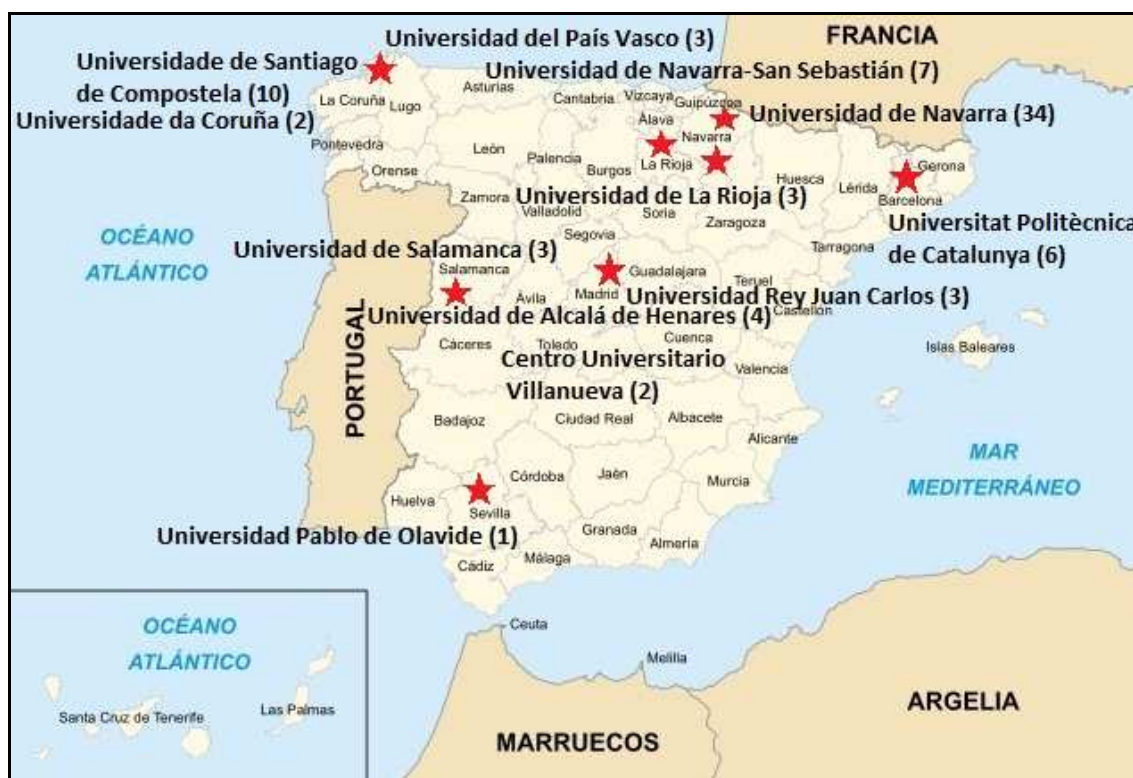 Universidad del País Vasco (3)
FRANCIA
Universidade de Santiago
de Compostela (10)
Universidad de Navarra-San Sebastián (7)
Universidade da Coruña (2)
Universidad de Navarra (34)
La Coruña
Lugo
Asturias
Cantabria
Vizcaya
Guipúzcoa
Álava
Navarra
Pontevedra
Orense
León
Palencia
Burgos
La Rioja
Huesca
Lérida
Gerona
Barcelona
Zamora
Valladolid
Universidad de La Rioja (3)
Soria
Zaragoza
Tarragona
Universitat Politècnica
de Catalunya (6)
OCÉANO
ATLÁNTICO
Universidad de Salamanca (3)
Segovia
Salamanca
Ávila
Madrid
Guadalajara
Teruel
Castellón
Universidad Rey Juan Carlos (3)
Universidad de Alcalá de Henares (4)
PORTUGAL
Cáceres
Toledo
Cuenca
Valencia
Islas Baleares
Centro Universitario
Villanueva (2)
Badajoz
Ciudad Real
Albacete
Alicante
MAR
MEDITERRÁNEO
Huelva
Sevilla
Córdoba
Jaén
Murcia
Universidad Pablo de Olavide (1)
Granada
Almería
Málaga
Cádiz
Ceuta
Melilla
OCÉANO
ATLÁNTICO
Santa Cruz de Tenerife
Las Palmas
MARRUECOS
ARGELIA